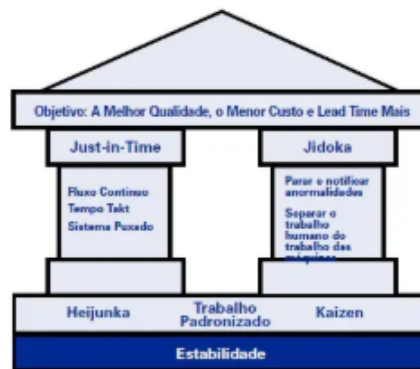 Objetivo: A Melhor Qualidade, o Menor Custo e Lead Time Mais
Just-in-Time
Fluxo Contínuo
Tempo Takt
Sistema Puxado
Jidoka
Parar e notificar
anormalidades
Separar o
trabalho
humano do
trabalho das
máquinas
Heijunka
Trabalho
Padronizado
Kaizen
Estabilidade